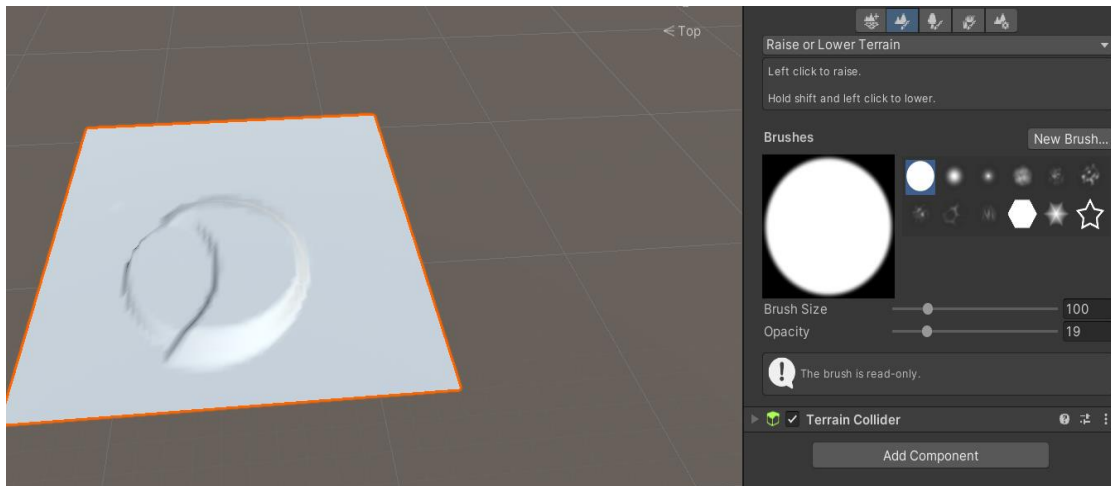 Top
Raise or Lower Terrain
Left click to raise.
Hold shift and left click to lower.
Brushes
New Brush...
Brush Size
100
Opacity
19
The brush is read-only.
Terrain Collider
Add Component